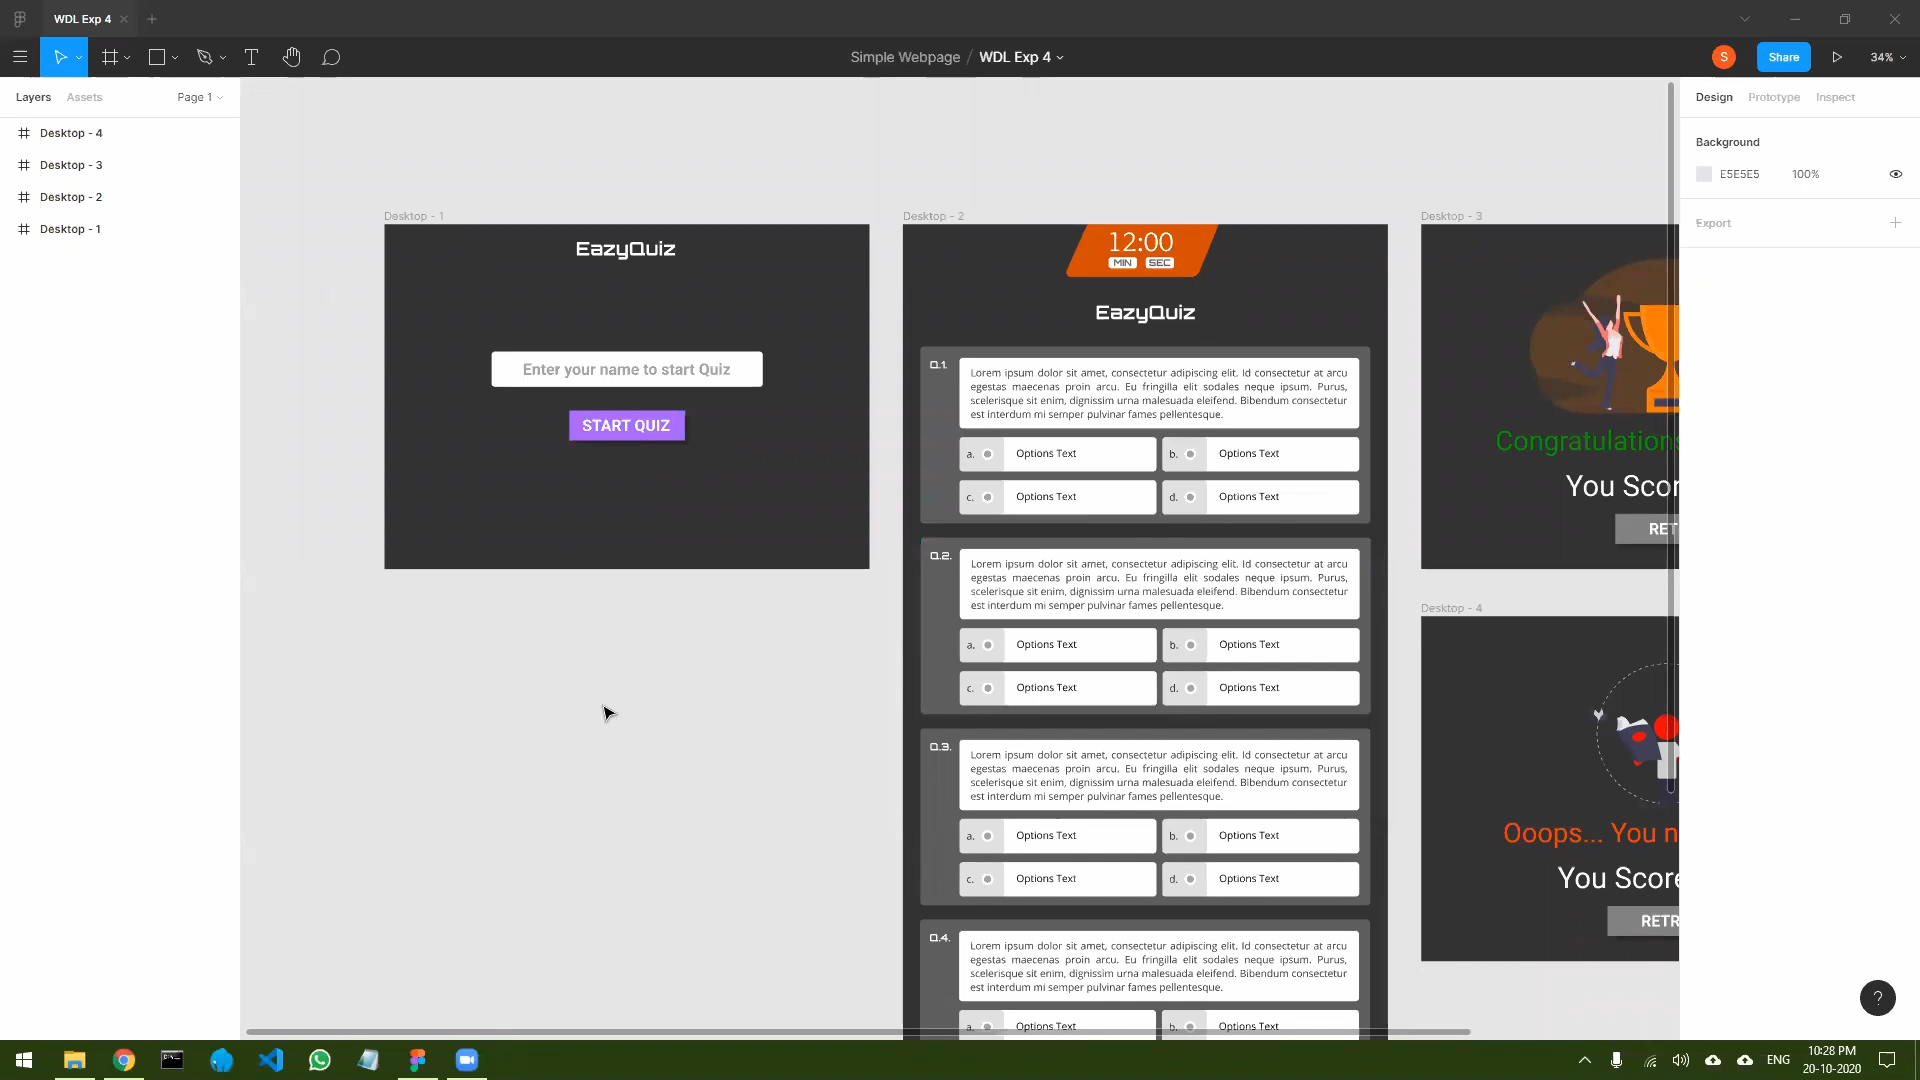 WDL Exp 4
Simple Webpage / WDL Exp 4
S
Share
34%
Layers
Assets
Page 1
Desktop - 4
Desktop - 3
Desktop - 2
Desktop - 1
Desktop - 1
EazyQuiz
Enter your name to start Quiz
START QUIZ
Desktop - 2
12:00
MIN SEC
EazyQuiz
Q.1.
Lorem ipsum dolor sit amet, consectetur adipiscing elit. Id consectetur at arcu
egestas maecenas proin arcu. Eu fringilla elit sodales neque ipsum. Purus,
scelerisque sit enim, dignissim urna malesuada eleifend. Bibendum consectetur
est interdum mi semper pulvinar fames pellentesque.
a. Options Text
b. Options Text
c. Options Text
d. Options Text
Q.2.
Lorem ipsum dolor sit amet, consectetur adipiscing elit. Id consectetur at arcu
egestas maecenas proin arcu. Eu fringilla elit sodales neque ipsum. Purus,
scelerisque sit enim, dignissim urna malesuada eleifend. Bibendum consectetur
est interdum mi semper pulvinar fames pellentesque.
a. Options Text
b. Options Text
c. Options Text
d. Options Text
Q.3.
Lorem ipsum dolor sit amet, consectetur adipiscing elit. Id consectetur at arcu
egestas maecenas proin arcu. Eu fringilla elit sodales neque ipsum. Purus,
scelerisque sit enim, dignissim urna malesuada eleifend. Bibendum consectetur
est interdum mi semper pulvinar fames pellentesque.
a. Options Text
b. Options Text
c. Options Text
d. Options Text
Q.4.
Lorem ipsum dolor sit amet, consectetur adipiscing elit. Id consectetur at arcu
egestas maecenas proin arcu. Eu fringilla elit sodales neque ipsum. Purus,
scelerisque sit enim, dignissim urna malesuada eleifend. Bibendum consectetur
est interdum mi semper pulvinar fames pellentesque.
a. Options Text
b. Options Text
Desktop - 3
Congratulations
You Scor
RET
Desktop - 4
Ooops... You n
You Score
RETR
Design
Prototype
Inspect
Background
E5E5E5 100%
Export
?
ENG
10:28 PM
20-10-2020